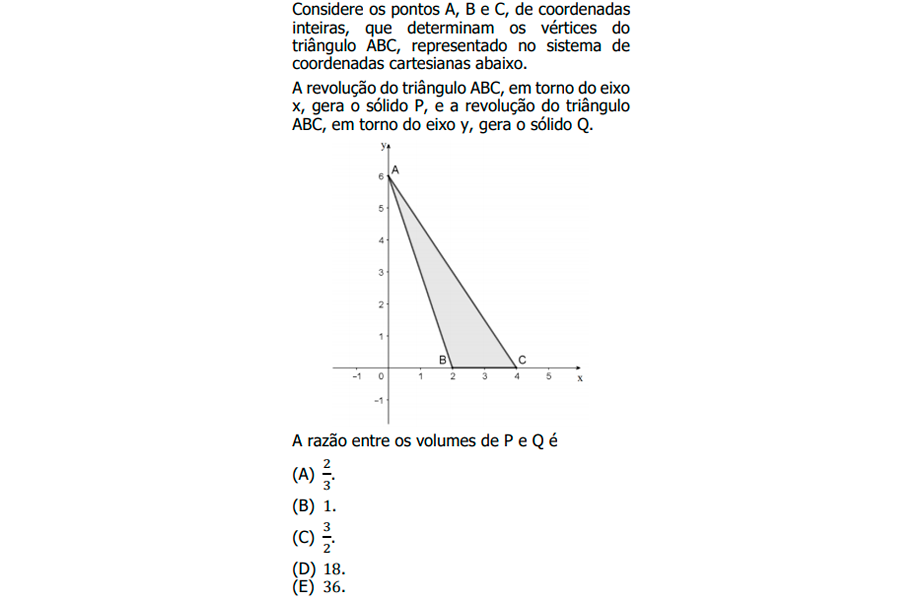 Considere os pontos A, B e C, de coordenadas
inteiras, que determinam os vértices do
triângulo ABC, representado no sistema de
coordenadas cartesianas abaixo.
A revolução do triângulo ABC, em torno do eixo
x, gera o sólido P, e a revolução do triângulo
ABC, em torno do eixo y, gera o sólido Q.
y
A
6
5
4
3
2
1
B C
-1 0 1 2 3 4 5 x
-1
A razão entre os volumes de P e Q é
(A) 2/3.
(B) 1.
(C) 3/2.
(D) 18.
(E) 36.